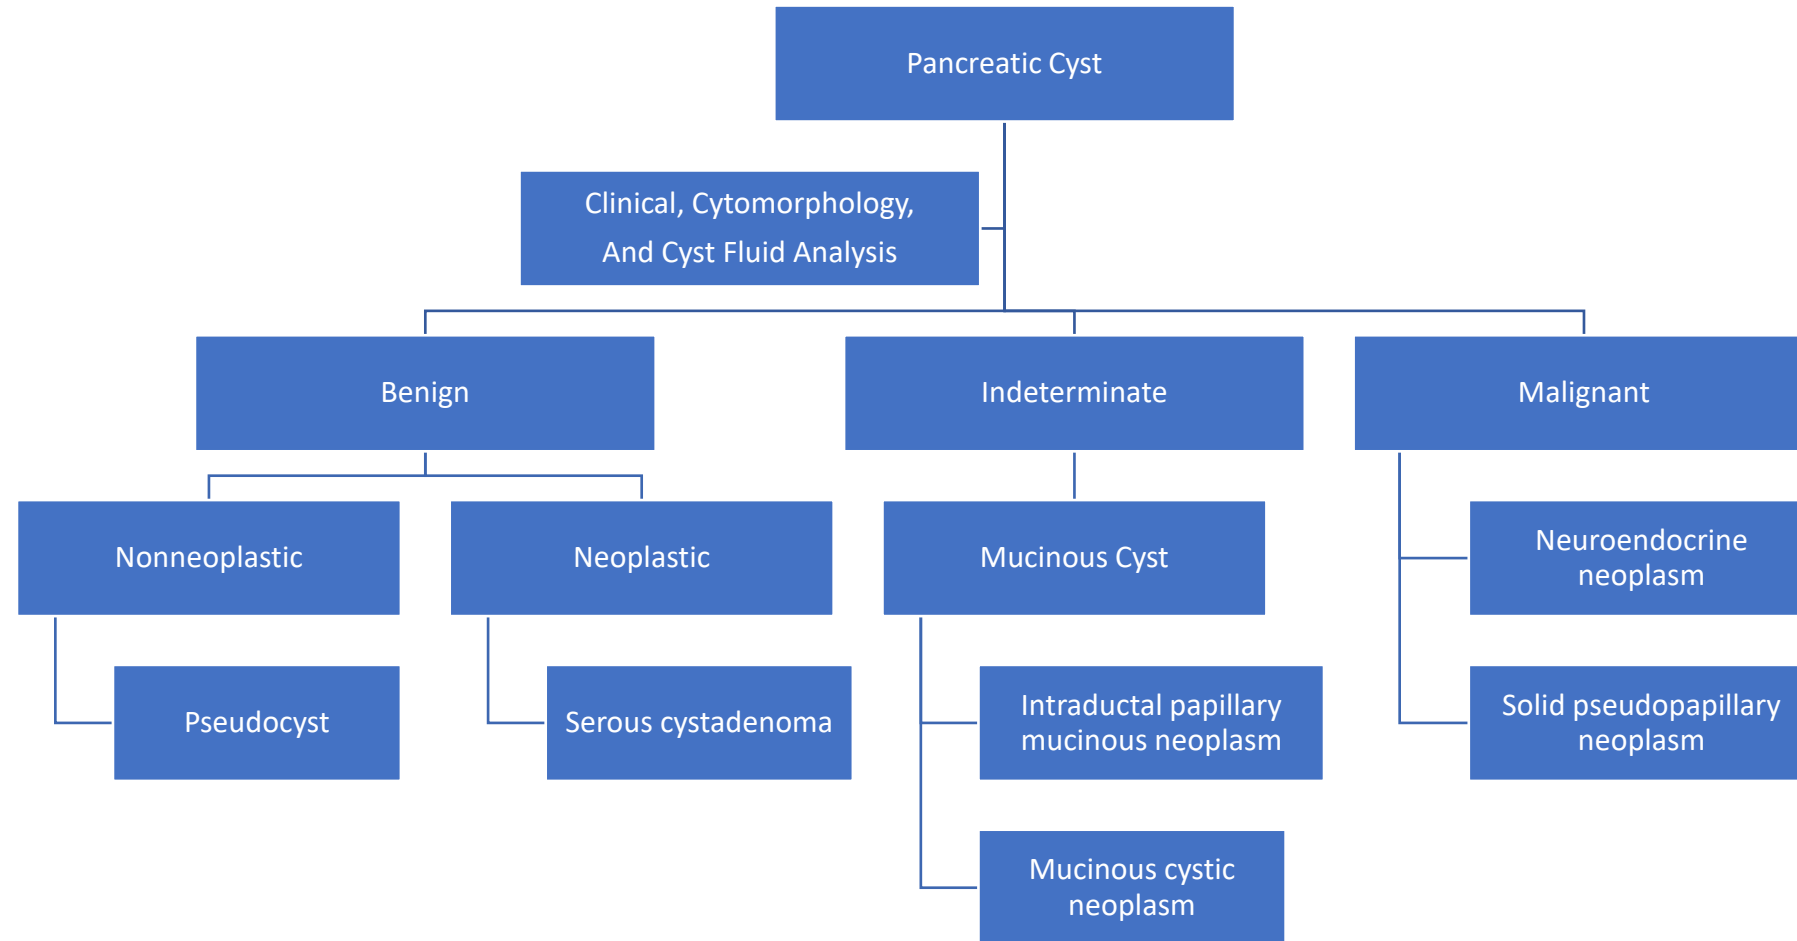 Pancreatic Cyst
Clinical, Cytomorphology,
And Cyst Fluid Analysis
Benign
Indeterminate
Malignant
Nonneoplastic
Neoplastic
Mucinous Cyst
Neuroendocrine
neoplasm
Pseudocyst
Serous cystadenoma
Intraductal papillary
mucinous neoplasm
Solid pseudopapillary
neoplasm
Mucinous cystic
neoplasm